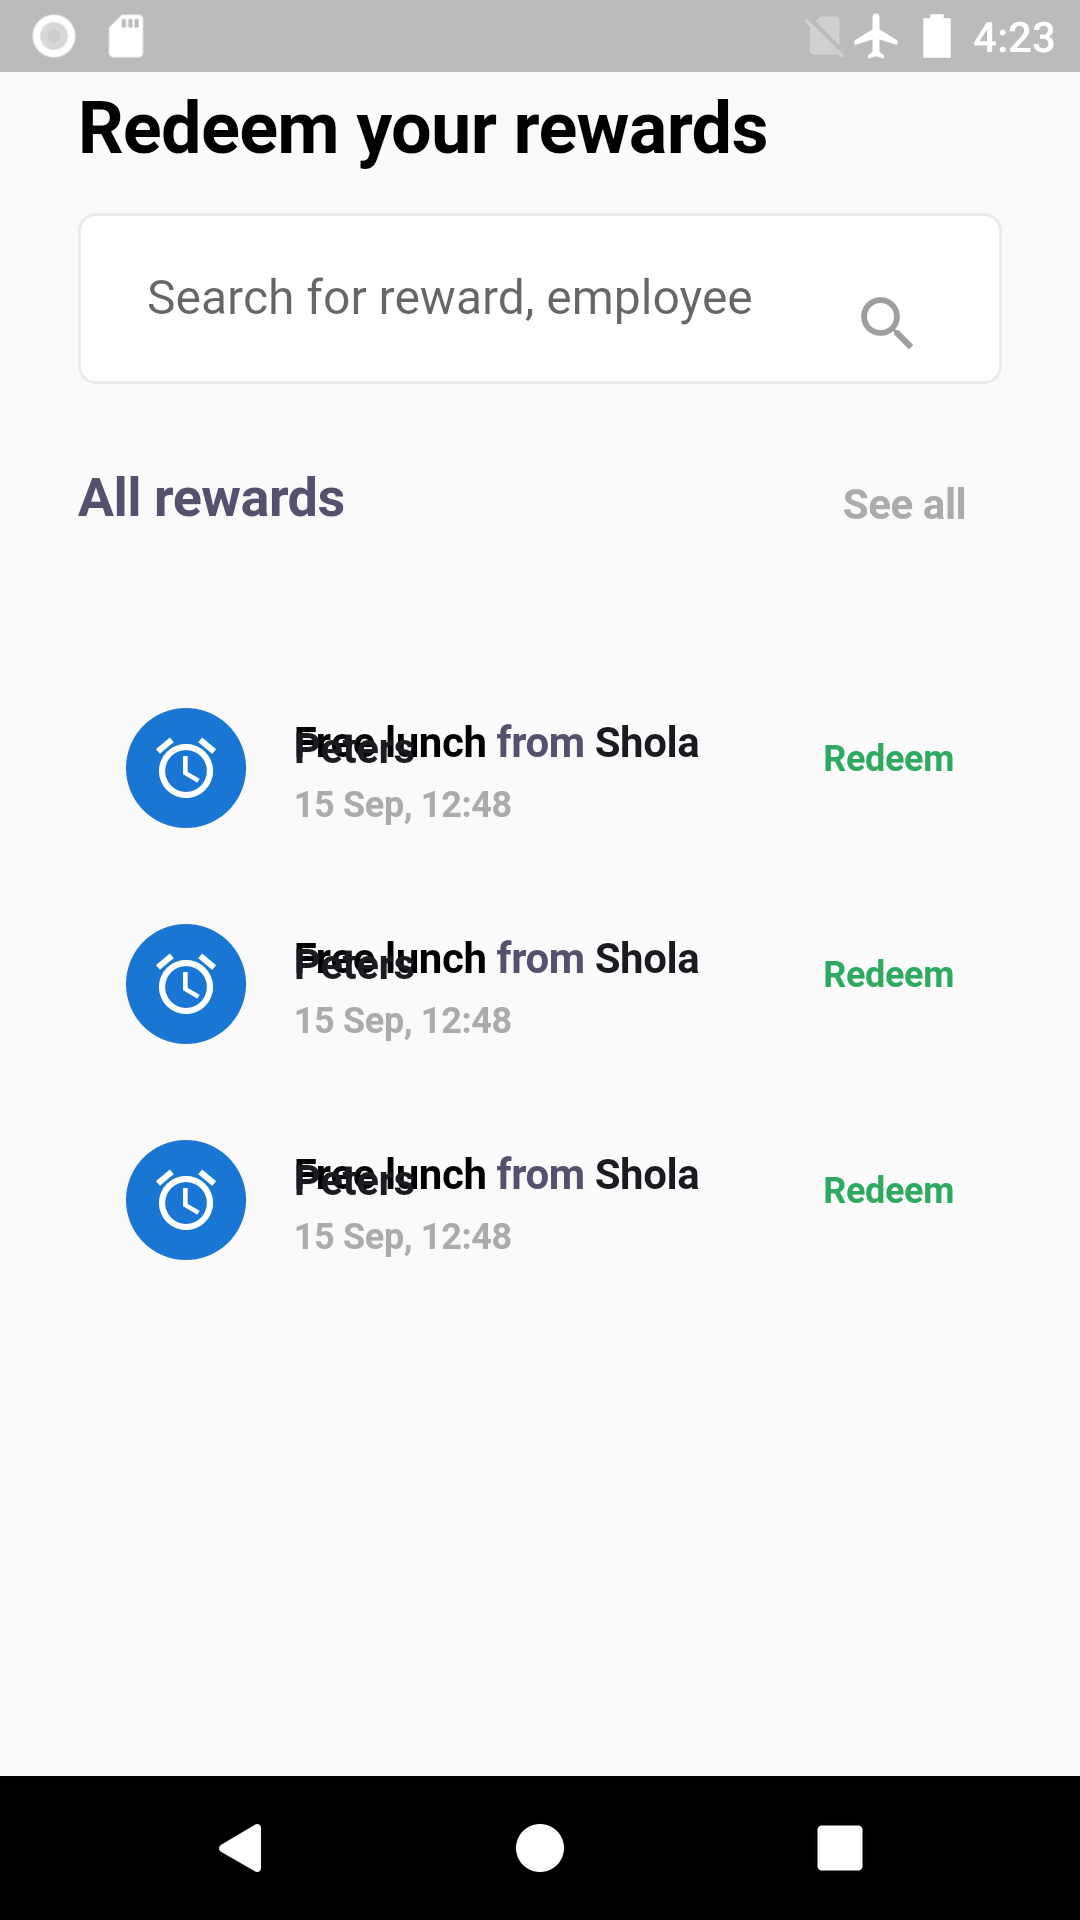 4:23
Redeem your rewards
Search for reward, employee
All rewards
See all
Free lunch from Shola
Peters
Redeem
15 Sep, 12:48
Free lunch from Shola
Peters
Redeem
15 Sep, 12:48
Free lunch from Shola
Peters
Redeem
15 Sep, 12:48